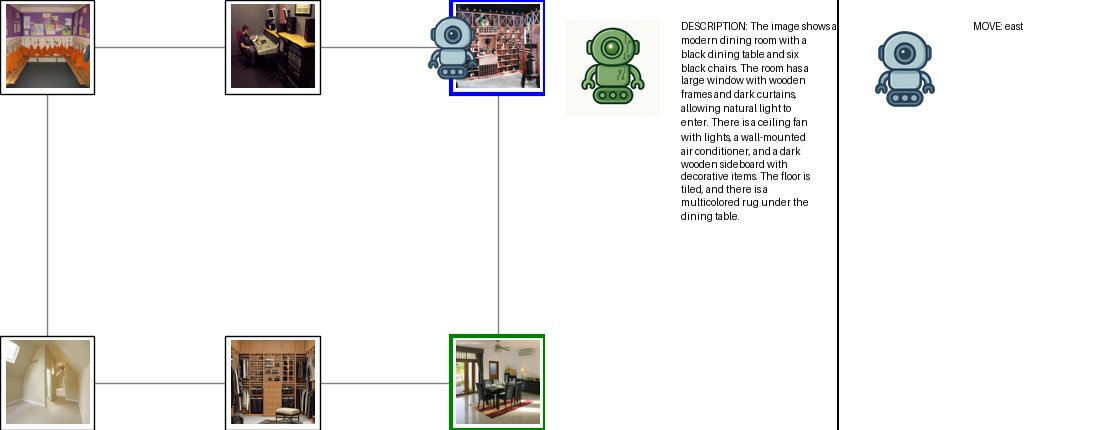 DESCRIPTION: The image shows a
modern dining room with a
black dining table and six
black chairs. The room has a
large window with wooden
frames and dark curtains,
allowing natural light to
enter. There is a ceiling fan
with lights, a wall-mounted
air conditioner, and a dark
wooden sideboard with
decorative items. The floor is
tiled, and there is a
multicolored rug under the
dining table.
MOVE: east